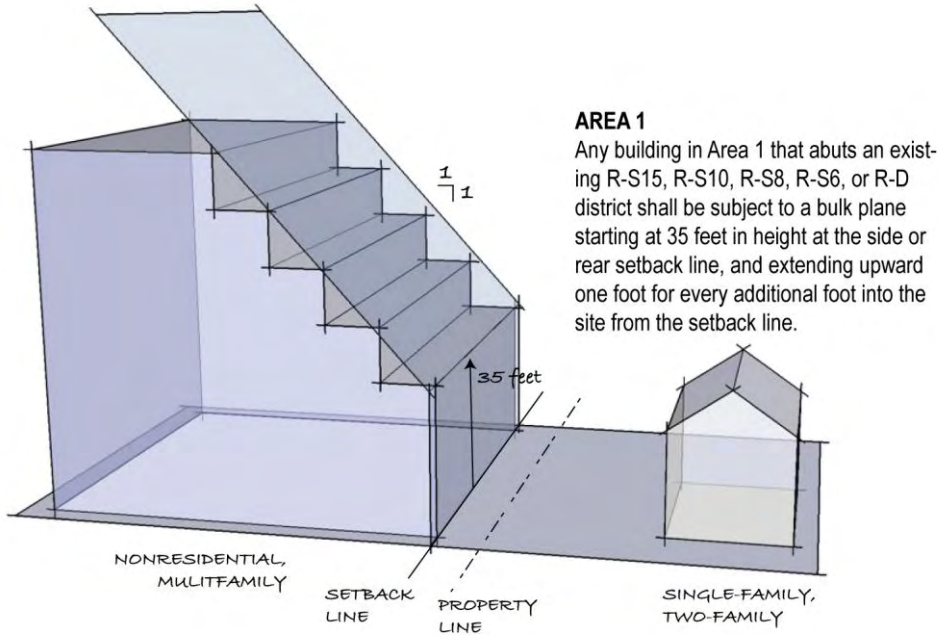 AREA 1
Any building in Area 1 that abuts an exist-
ing R-S15, R-S10, R-S8, R-S6, or R-D
district shall be subject to a bulk plane
starting at 35 feet in height at the side or
rear setback line, and extending upward
one foot for every additional foot into the
site from the setback line.
1
1
35 feet
NONRESIDENTIAL,
MULITFAMILY
SETBACK
LINE
PROPERTY
LINE
SINGLE-FAMILY,
TWO-FAMILY